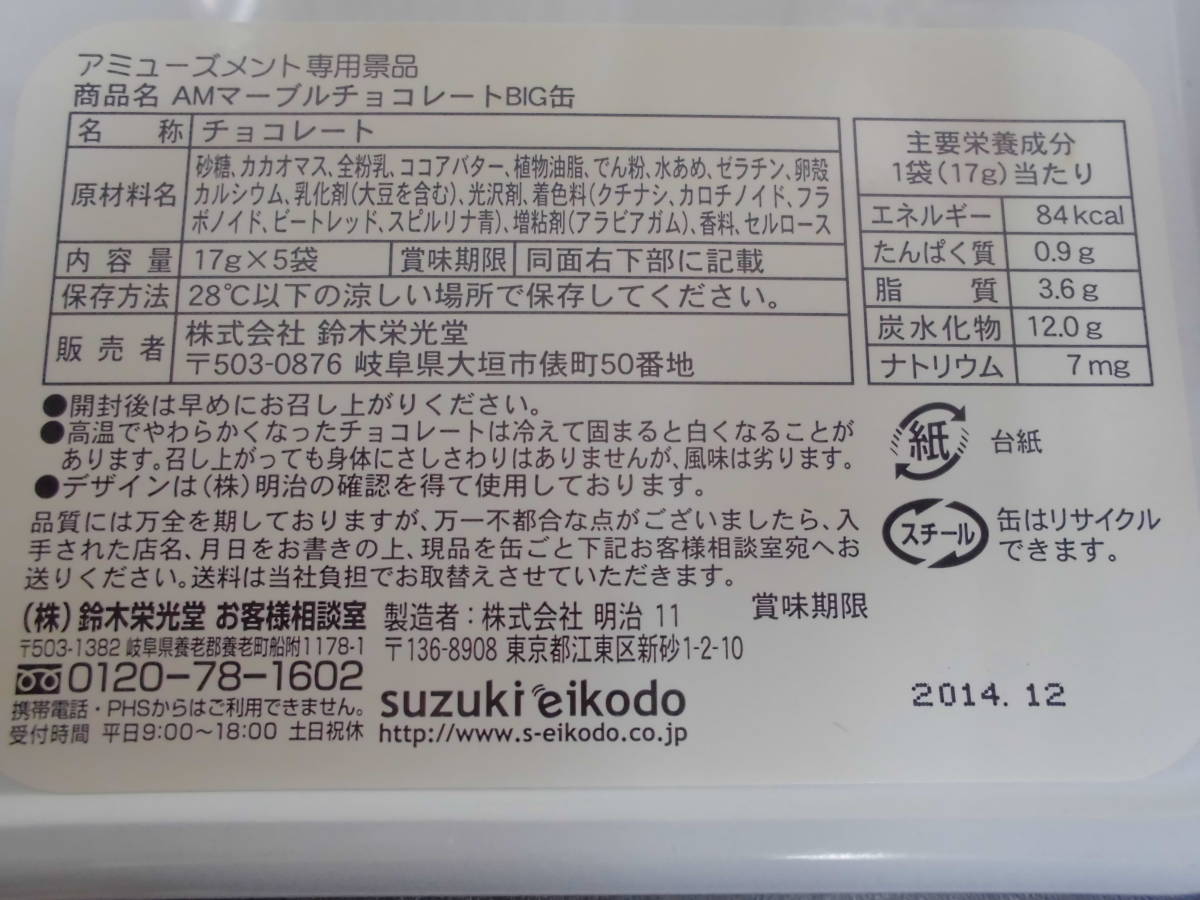 アミューズメント専用景品
商品名 AMマーブルチョコレートBIG缶
名称 チョコレート
原材料名 砂糖、カカオマス、全粉乳、ココアバター、植物油脂、でん粉、水あめ、ゼラチン、卵殻
カルシウム、乳化剤(大豆を含む)、光沢剤、着色料(クチナシ、カロチノイド、フラ
ボノイド、ビートレッド、スピルリナ青)、増粘剤(アラビアガム)、香料、セルロース
内容量 17g×5袋 賞味期限 同面右下部に記載
保存方法 28℃以下の涼しい場所で保存してください。
販売者 株式会社 鈴木栄光堂
〒503-0876 岐阜県大垣市俵町50番地
主要栄養成分
1袋(17g)当たり
エネルギー 84kcal
たんぱく質 0.9g
脂質 3.6g
炭水化物 12.0g
ナトリウム 7mg
●開封後は早めにお召し上がりください。
●高温でやわらかくなったチョコレートは冷えて固まると白くなることが
あります。召し上がっても身体にさしさわりはありませんが、風味は劣ります。
●デザインは(株)明治の確認を得て使用しております。
紙 台紙
スチール 缶はリサイクル
できます。
品質には万全を期しておりますが、万一不都合な点がございましたら、入
手された店名、月日をお書きの上、現品を缶ごと下記お客様相談室宛へお
送りください。送料は当社負担でお取替えさせていただきます。
(株)鈴木栄光堂 お客様相談室
〒503-1382 岐阜県養老郡養老町船附1178-1
0120-78-1602
携帯電話・PHSからはご利用できません。
受付時間 平日9:00〜18:00 土日祝休
製造者:株式会社 明治 11
〒136-8908 東京都江東区新砂1-2-10
suzuki eikodo
http://www.s-eikodo.co.jp
賞味期限
2014.12